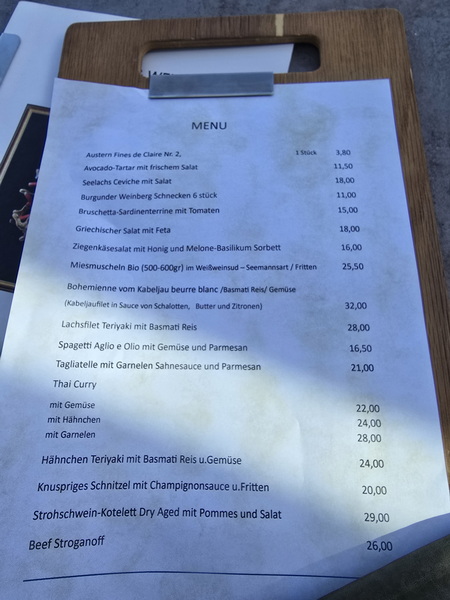 MENU
Austern Fines de Claire Nr. 2, 1 Stück 3,80
Avocado-Tartar mit frischem Salat 11,50
Seelachs Ceviche mit Salat 18,00
Burgunder Weinberg Schnecken 6 stück 11,00
Bruschetta-Sardinenterrine mit Tomaten 15,00
Griechischer Salat mit Feta 18,00
Ziegenkäsesalat mit Honig und Melone-Basilikum Sorbett 16,00
Miesmuscheln Bio (500-600gr) im Weißweinsud – Seemannsart / Fritten 25,50
Bohemienne vom Kabeljau beurre blanc /Basmati Reis/ Gemüse
(Kabeljaufilet in Sauce von Schalotten, Butter und Zitronen) 32,00
Lachsfilet Teriyaki mit Basmati Reis 28,00
Spagetti Aglio e Olio mit Gemüse und Parmesan 16,50
Tagliatelle mit Garnelen Sahnesauce und Parmesan 21,00
Thai Curry
mit Gemüse 22,00
mit Hähnchen 24,00
mit Garnelen 28,00
Hähnchen Teriyaki mit Basmati Reis u.Gemüse 24,00
Knuspriges Schnitzel mit Champignonsauce u.Fritten 20,00
Strohschwein-Kotelett Dry Aged mit Pommes und Salat 29,00
Beef Stroganoff 26,00